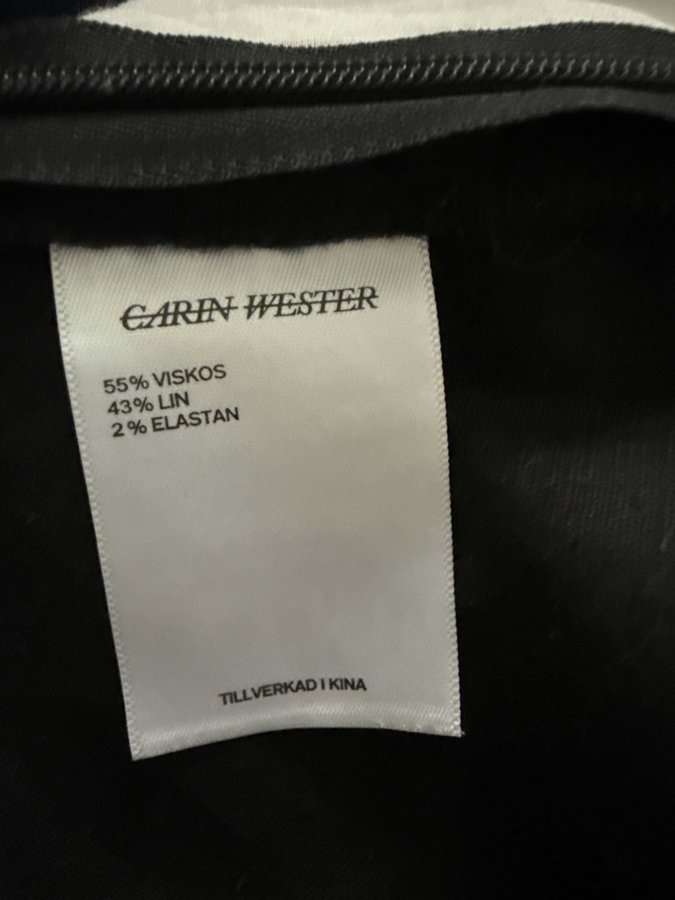 CARIN WESTER
55% VISKOS
43% LIN
2% ELASTAN
TILLVERKAD I KINA